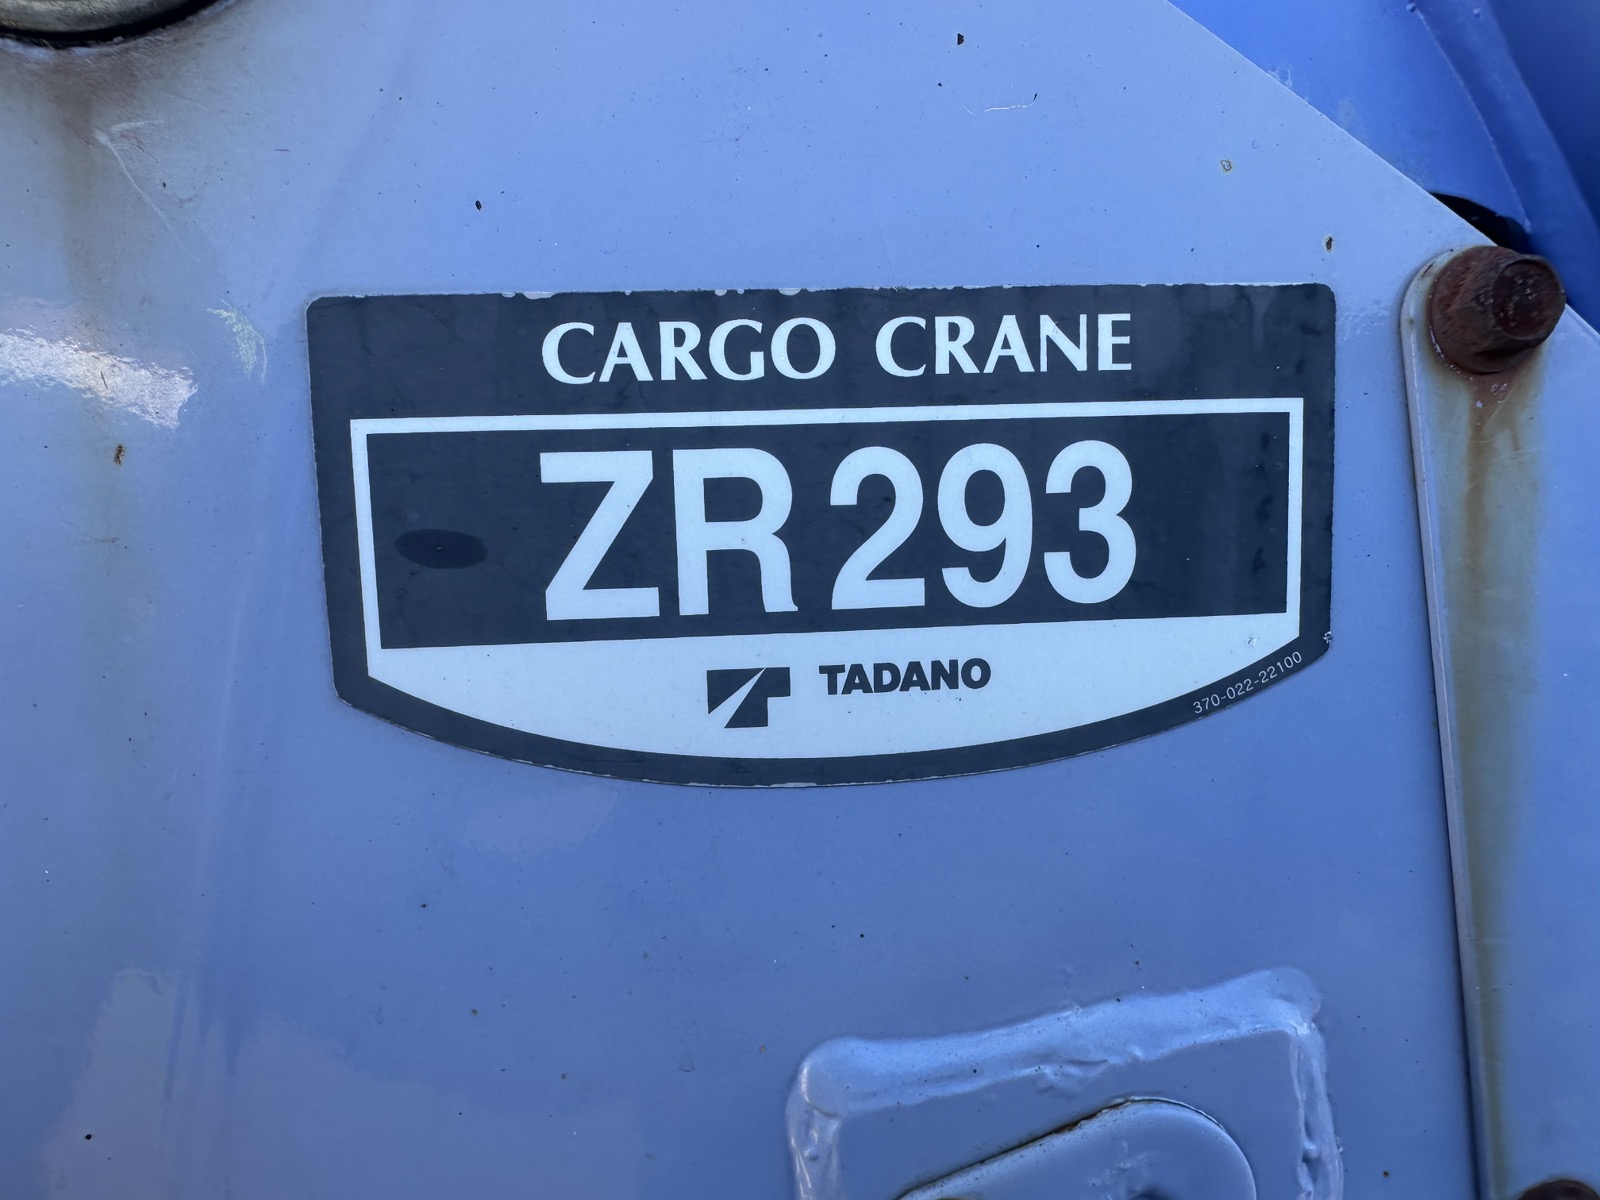 CARGO CRANE
ZR293
TADANO
370-022-22100